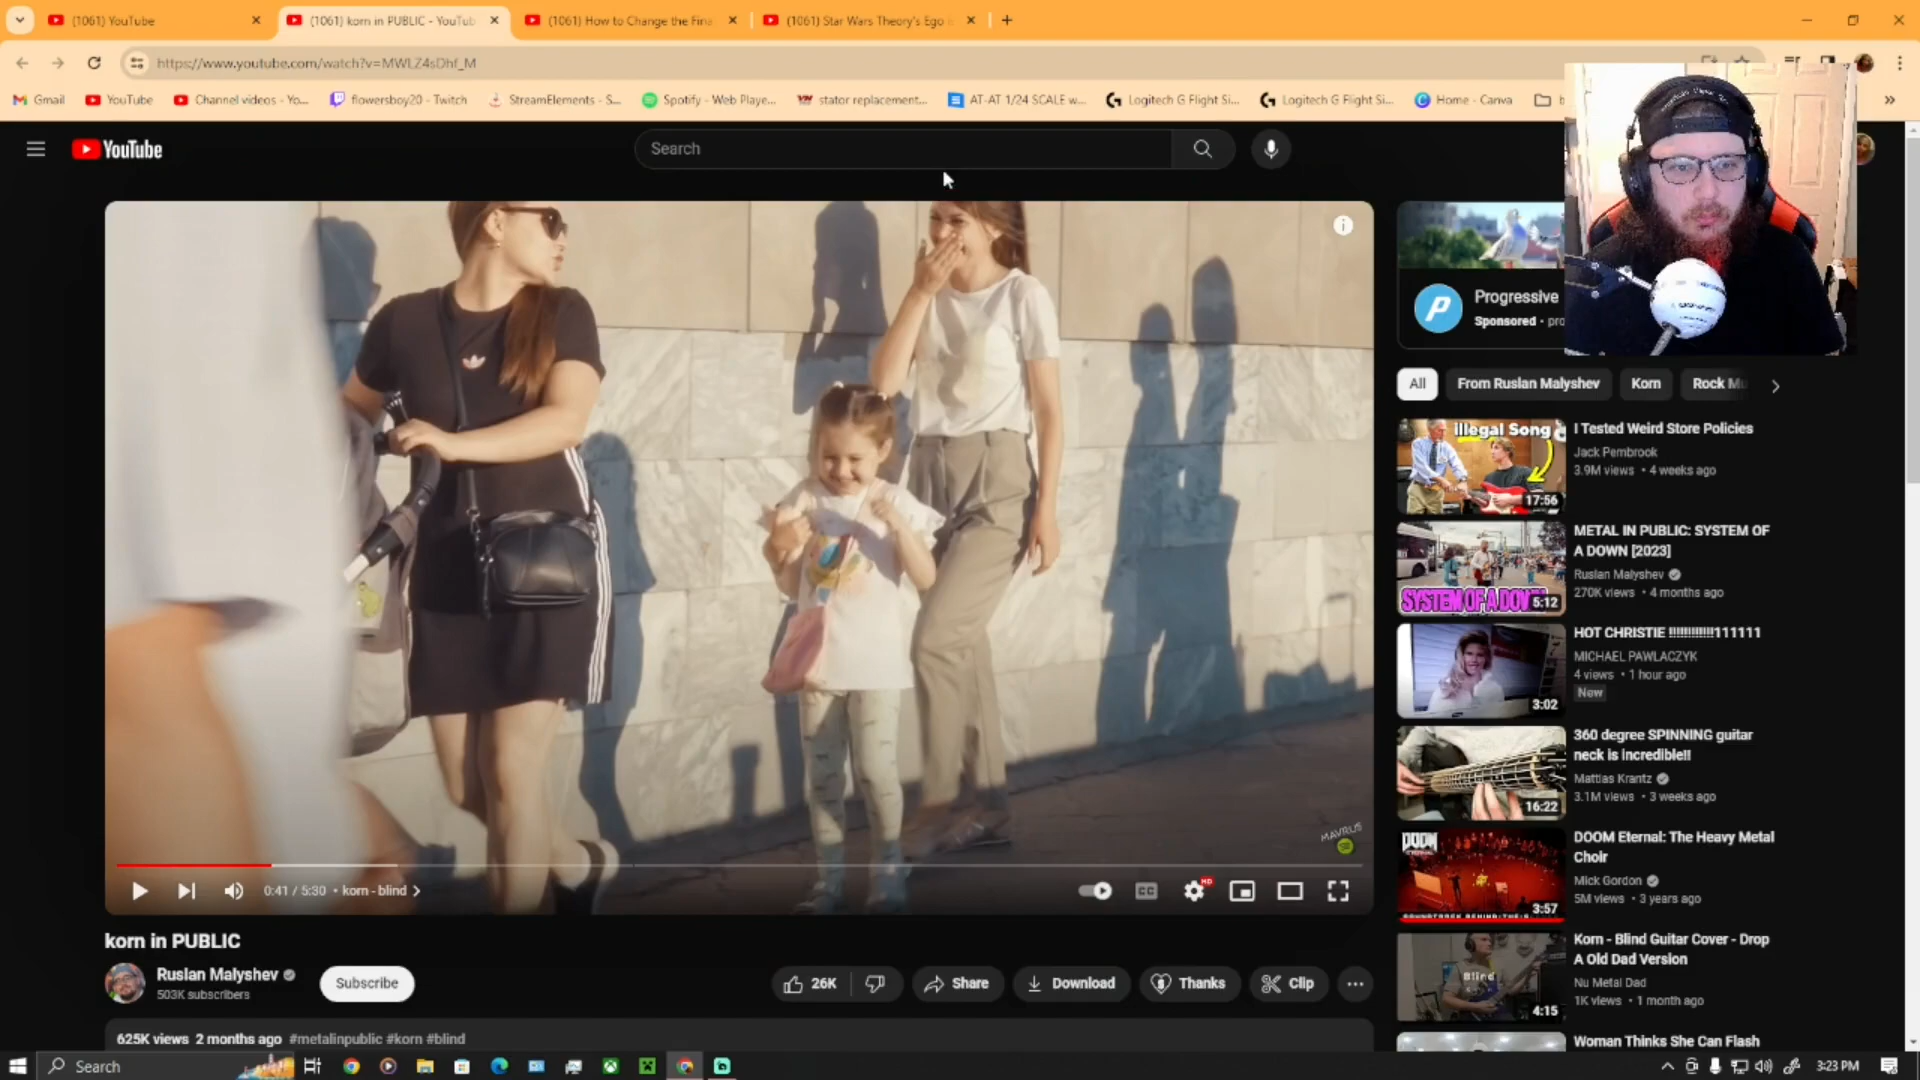 (1061) YouTube
(1061) korn in PUBLIC - YouTub
(1061) How to Change the Fina
(1061) Star Wars Theory's Ego i
https://www.youtube.com/watch?v=MWLZ4sDhf_M
Gmail
YouTube
Channel videos - Yo...
flowersboy20 - Twitch
StreamElements - S...
Spotify - Web Playe...
stator replacement...
AT-AT 1/24 SCALE w...
Logitech G Flight Si...
Logitech G Flight Si...
Home - Canva
YouTube
Search
Progressive
Sponsored · pro
All
From Ruslan Malyshev
Korn
Rock Mu
illegal Song
17:56
I Tested Weird Store Policies
Jack Pembrook
3.9M views • 4 weeks ago
SYSTEM OF A DOWN
5:12
METAL IN PUBLIC: SYSTEM OF
A DOWN [2023]
Ruslan Malyshev
270K views • 4 months ago
3:02
HOT CHRISTIE !!!!!!!!!!!!!111111
MICHAEL PAWLACZYK
4 views • 1 hour ago
New
16:22
360 degree SPINNING guitar
neck is incredible!!
Mattias Krantz
3.1M views • 3 weeks ago
DOOM
3:57
DOOM Eternal: The Heavy Metal
Choir
Mick Gordon
5M views • 3 years ago
Blind
4:15
Korn - Blind Guitar Cover - Drop
A Old Dad Version
Nu Metal Dad
1K views • 1 month ago
Woman Thinks She Can Flash
MAVRUS
0:41 / 5:30 • korn - blind
CC
HD
korn in PUBLIC
Ruslan Malyshev
503K subscribers
Subscribe
26K
Share
Download
Thanks
Clip
625K views 2 months ago #metalinpublic #korn #blind
Search
3:23 PM